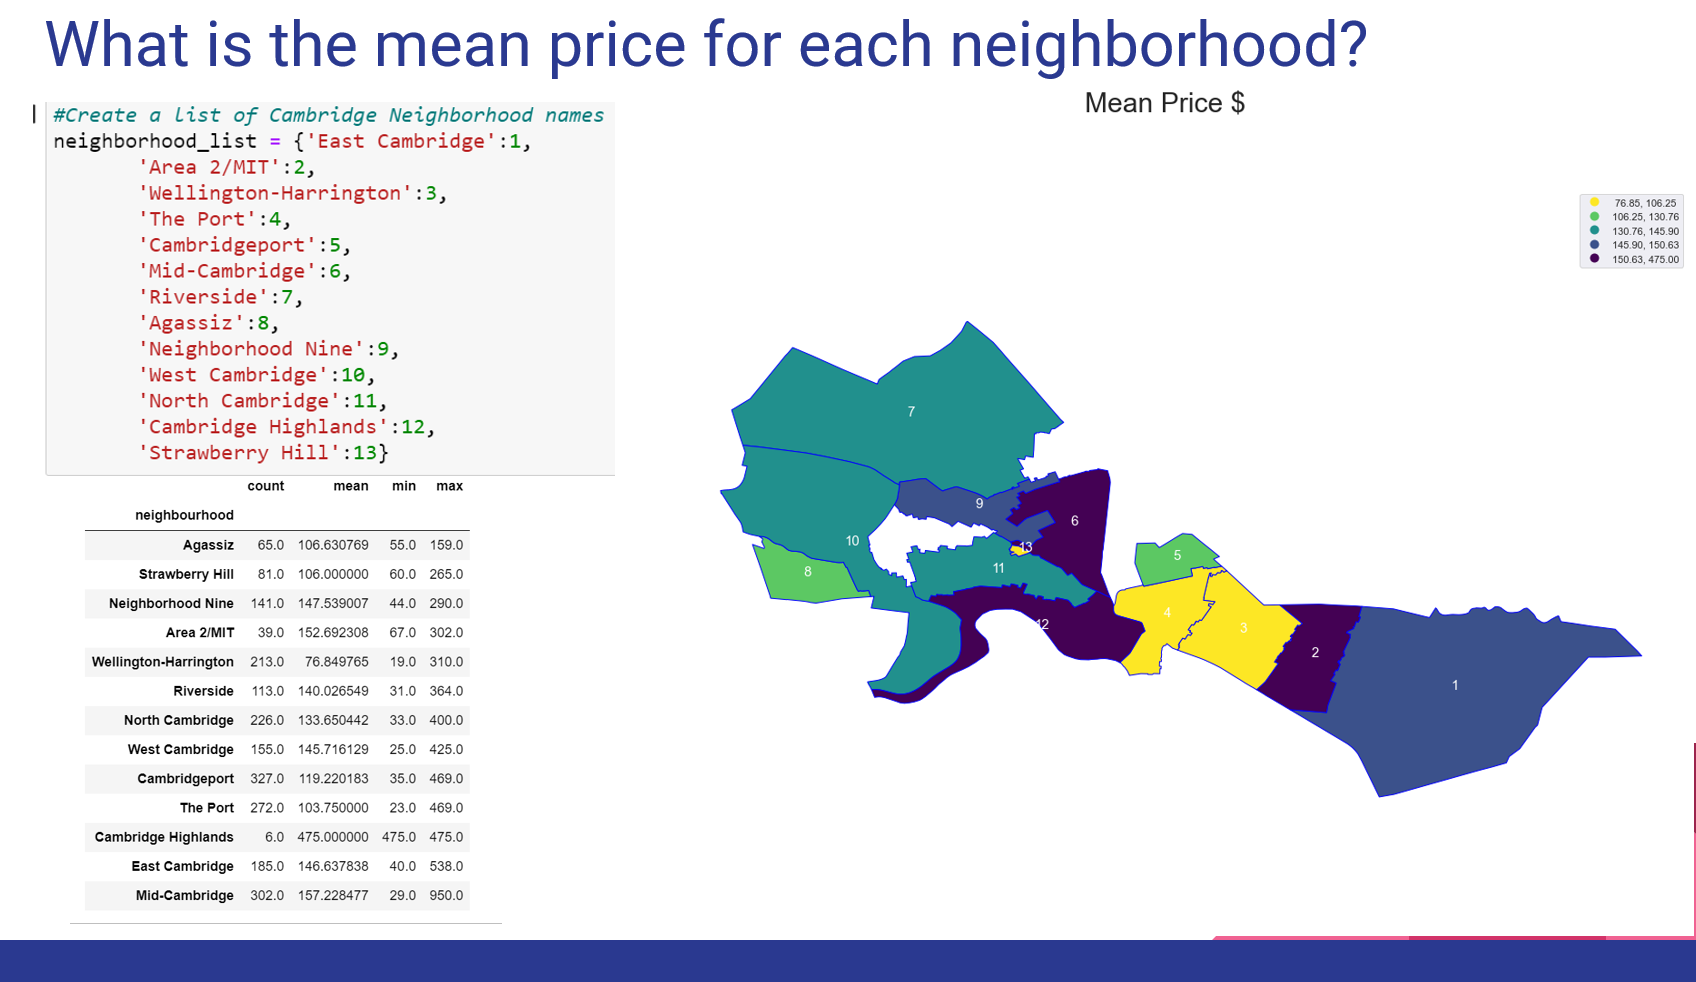 What is the mean price for each neighborhood?
#Create a list of Cambridge Neighborhood names
neighborhood_list = {'East Cambridge':1,
'Area 2/MIT':2,
'Wellington-Harrington':3,
'The Port':4,
'Cambridgeport':5,
'Mid-Cambridge':6,
'Riverside':7,
'Agassiz':8,
'Neighborhood Nine':9,
'West Cambridge':10,
'North Cambridge':11,
'Cambridge Highlands':12,
'Strawberry Hill':13}
count mean min max
neighbourhood
Agassiz 65.0 106.630769 55.0 159.0
Strawberry Hill 81.0 106.000000 60.0 265.0
Neighborhood Nine 141.0 147.539007 44.0 290.0
Area 2/MIT 39.0 152.692308 67.0 302.0
Wellington-Harrington 213.0 76.849765 19.0 310.0
Riverside 113.0 140.026549 31.0 364.0
North Cambridge 226.0 133.650442 33.0 400.0
West Cambridge 155.0 145.716129 25.0 425.0
Cambridgeport 327.0 119.220183 35.0 469.0
The Port 272.0 103.750000 23.0 469.0
Cambridge Highlands 6.0 475.000000 475.0 475.0
East Cambridge 185.0 146.637838 40.0 538.0
Mid-Cambridge 302.0 157.228477 29.0 950.0
Mean Price $
76.85, 106.25
106.25, 130.76
130.76, 145.90
145.90, 150.63
150.63, 475.00
7
9
6
10
13
5
11
8
4
12
3
2
1